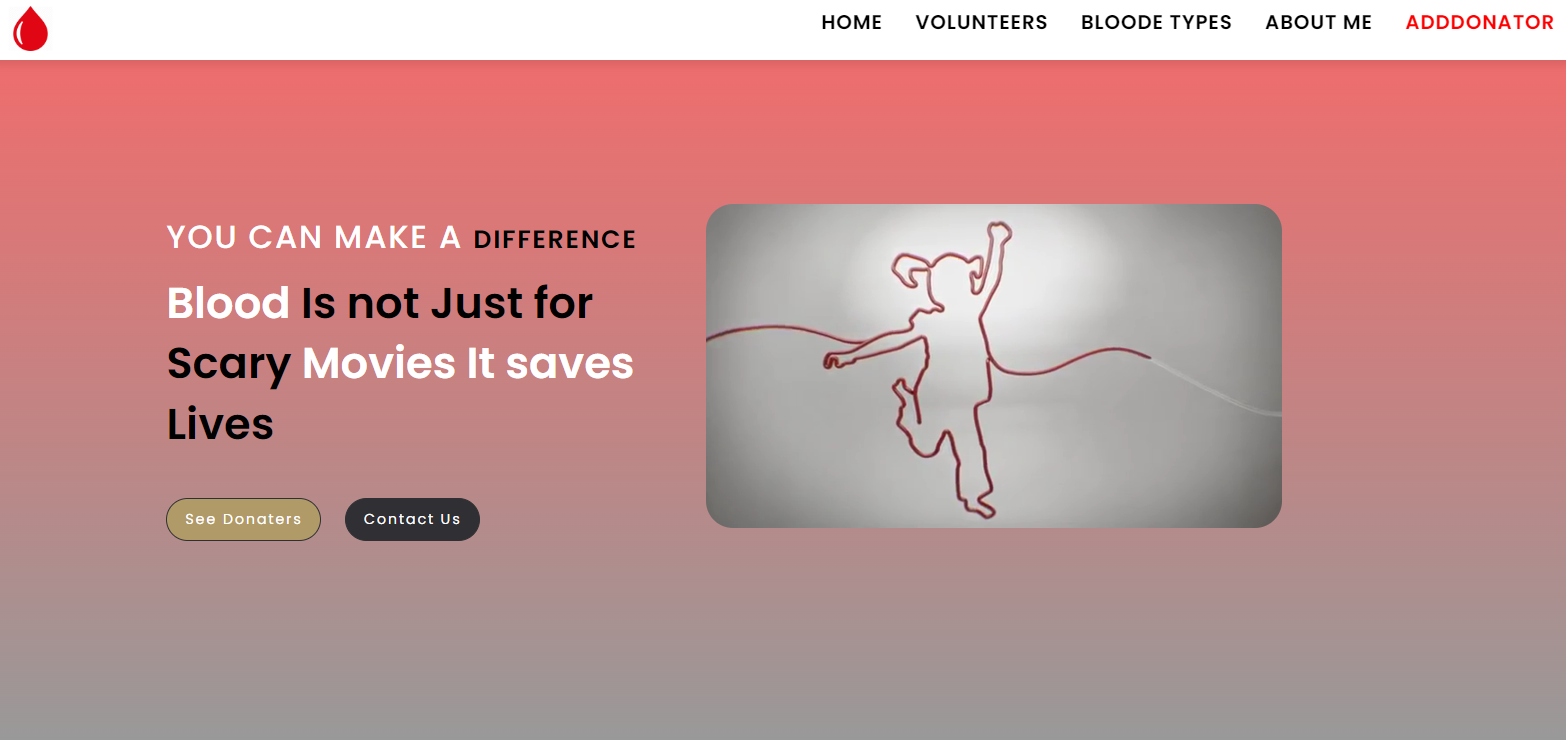 HOME VOLUNTEERS BLOODE TYPES ABOUT ME ADDDONATOR
YOU CAN MAKE A DIFFERENCE
Blood Is not Just for
Scary Movies It saves
Lives
See Donaters Contact Us